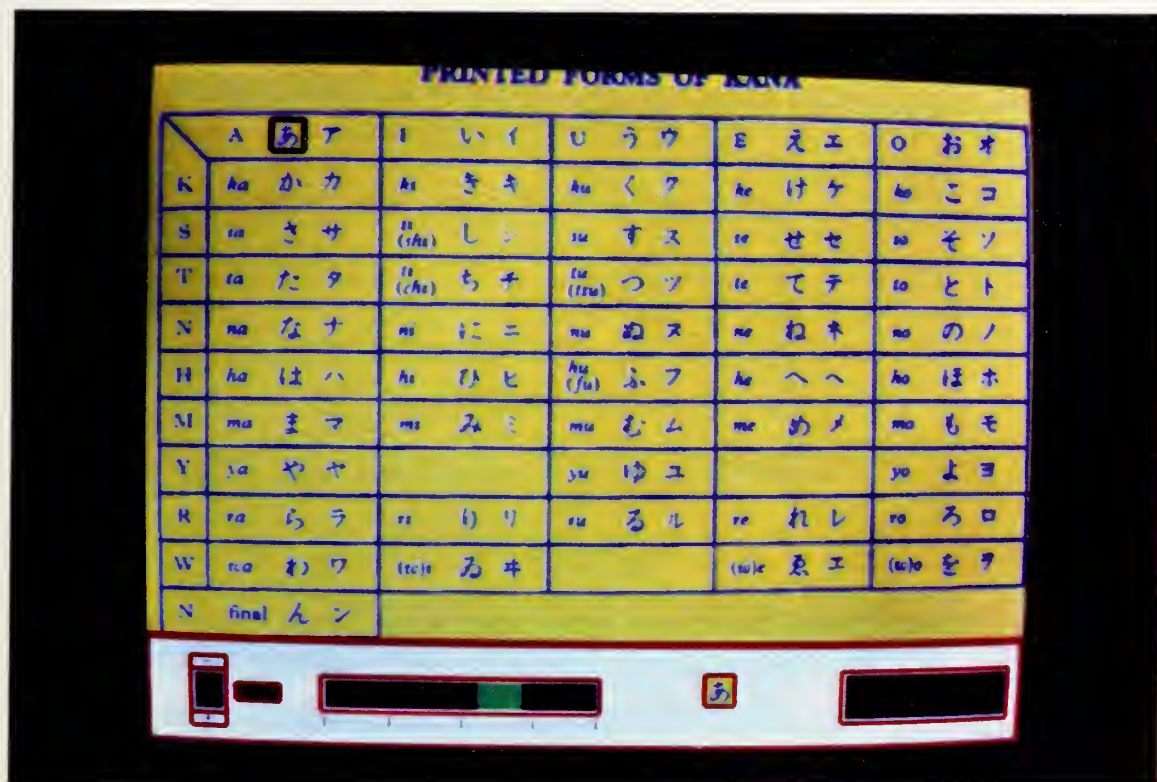 PRINTED FORMS OF KANA
A あ ア I い イ U う ウ E え エ O お オ
K ka か カ ki き キ ku く ク ke け ケ ko こ コ
S sa さ サ si (shi) し シ su す ス se せ セ so そ ソ
T ta た タ ti (chi) ち チ tu (tsu) つ ツ te て テ to と ト
N na な ナ ni に ニ nu ぬ ヌ ne ね ネ no の ノ
H ha は ハ hi ひ ヒ hu (fu) ふ フ he へ ヘ ho ほ ホ
M ma ま マ mi み ミ mu む ム me め メ mo も モ
Y ya や ヤ yu ゆ ユ yo よ ヨ
R ra ら ラ ri り リ ru る ル re れ レ ro ろ ロ
W wa わ ワ (w)i ゐ ヰ (w)e ゑ エ (w)o を ヲ
N final ん ン
あ